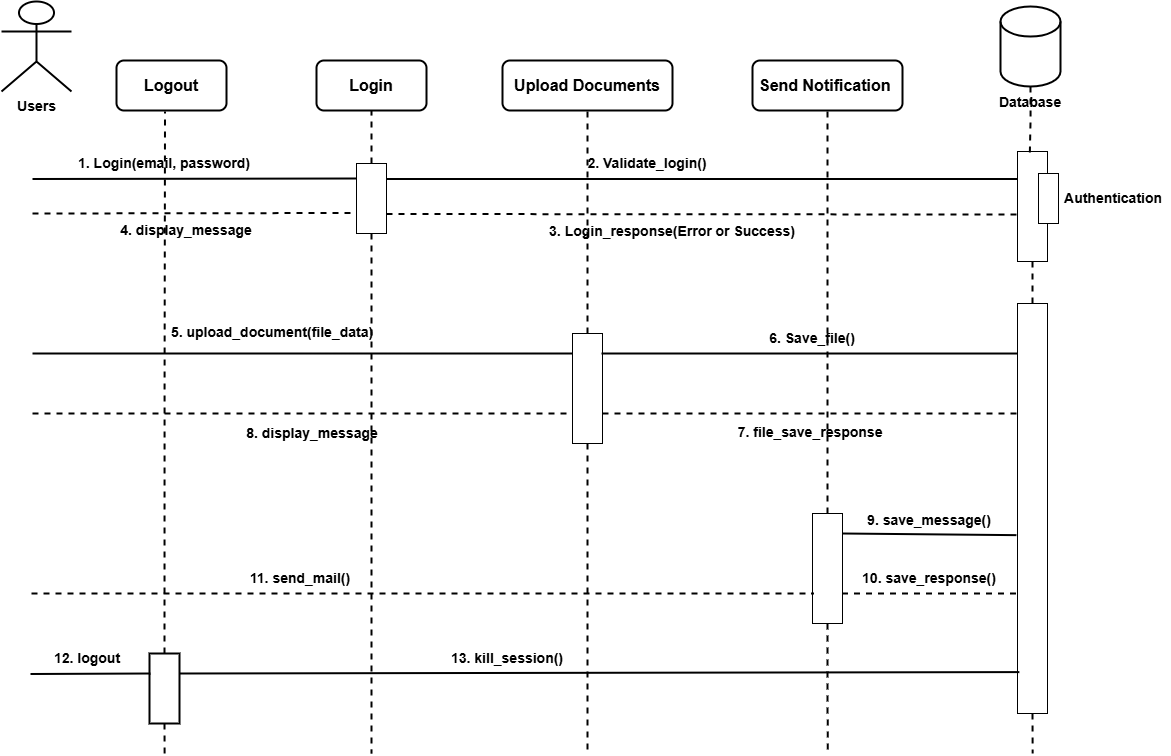 Users
Logout
Login
Upload Documents
Send Notification
Database
1. Login(email, password)
2. Validate_login()
Authentication
4. display_message
3. Login_response(Error or Success)
5. upload_document(file_data)
6. Save_file()
8. display_message
7. file_save_response
9. save_message()
11. send_mail()
10. save_response()
12. logout
13. kill_session()